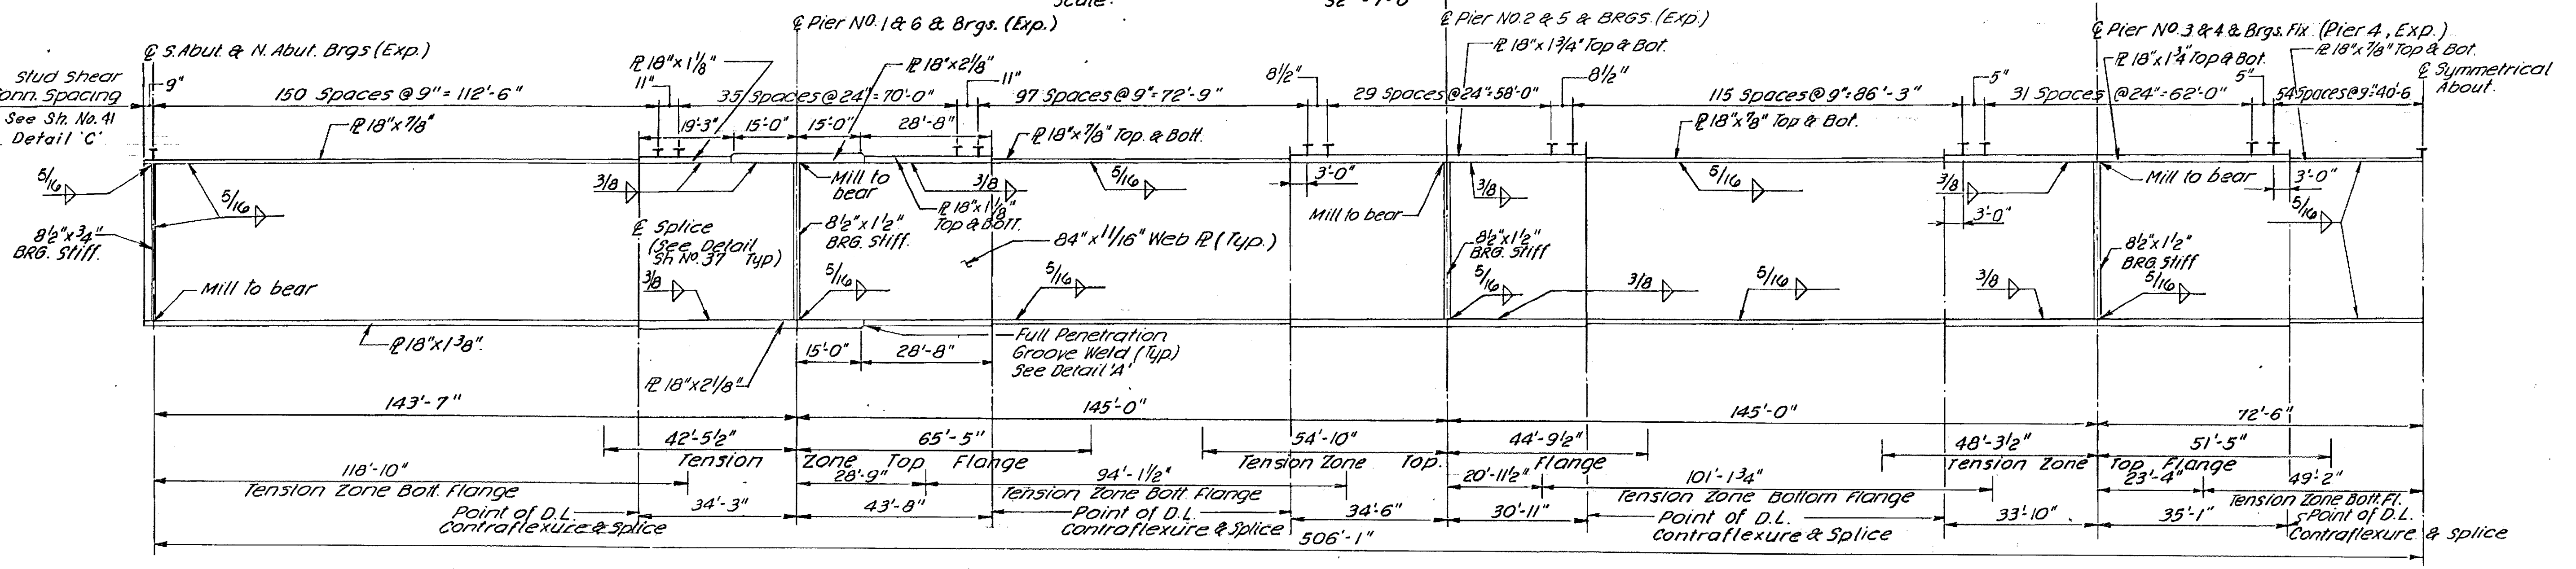 Scale:
32"=1'-0"
℄ Pier No. 1 & 6 & Brgs. (Exp.)
℄ Pier No. 2 & 5 & BRGS. (Exp.)
℄ Pier No. 3 & 4 & Brgs. Fix (Pier 4, Exp.)
℄ S. Abut. & N. Abut. Brgs (Exp.)
℄ Symmetrical
About.
Stud Shear
Conn. Spacing
See Sh. No. 41
Detail 'C'
9"
150 Spaces @ 9" = 112'-6"
11"
35 Spaces @ 24" = 70'-0"
11"
97 Spaces @ 9" = 72'-9"
8 1/2"
29 Spaces @ 24" = 58'-0"
8 1/2"
115 Spaces @ 9" = 86'-3"
5"
31 Spaces @ 24" = 62'-0"
5"
54 Spaces @ 9" = 40'-6
℞ 18" x 1 1/8"
℞ 18" x 2 1/8"
℞ 18" x 1 3/4" Top & Bot.
℞ 18" x 1 3/4" Top & Bot.
℞ 18" x 7/8" Top & Bot.
℞ 18" x 7/8"
19'-3"
15'-0"
15'-0"
28'-8"
℞ 18" x 7/8" Top. & Bott.
℞ 18" x 7/8" Top & Bot.
5/16
5/16
3/8
Mill to
bear
3/8
5/16
3'-0"
3/8
5/16
3/8
Mill to bear
3'-0"
5/16
3'-0"
8 1/2" x 3/4"
BRG. Stiff.
Mill to bear
℄ Splice
(See Detail
Sh No. 37 Typ)
8 1/2" x 1 1/2"
BRG. Stiff.
℞ 18" x 1 1/8"
Top & Bott.
84" x 11/16" Web ℞ (Typ.)
Mill to bear
8 1/2" x 1 1/2"
BRG. Stiff
8 1/2" x 1 1/2"
BRG. Stiff
3/8
5/16
5/16
5/16
3/8
5/16
3/8
5/16
℞ 18" x 1 3/8".
℞ 18" x 2 1/8"
15'-0"
28'-8"
Full Penetration
Groove Weld (Typ.)
See Detail 'A'
143'-7"
145'-0"
145'-0"
72'-6"
42'-5 1/2"
65'-5"
54'-10"
44'-9 1/2"
48'-3 1/2"
51'-5"
Tension Zone Top Flange
Tension Zone Top. Flange
Tension Zone Top Flange
118'-10"
Tension Zone Bott. Flange
28'-9"
94'-1 1/2"
Tension Zone Bott. Flange
20'-11 1/2"
101'-1 3/4"
Tension Zone Bottom Flange
23'-4"
49'-2"
Tension Zone Bott. Fl.
Point of D.L.
Contraflexure & Splice
34'-3"
43'-8"
Point of D.L.
Contraflexure & Splice
34'-6"
30'-11"
Point of D.L.
Contraflexure & Splice
33'-10"
35'-1"
Point of D.L.
Contraflexure & Splice
506'-1"